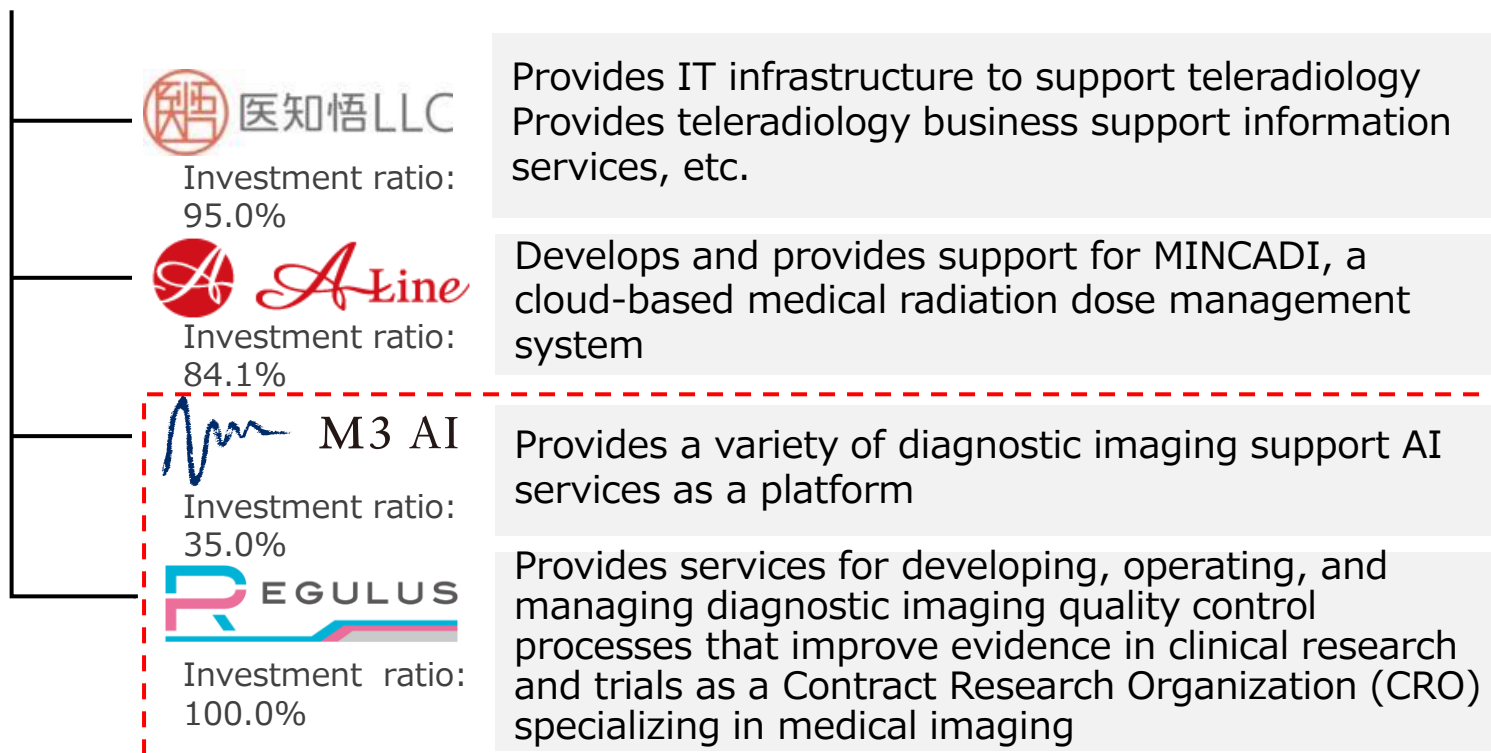 医知悟LLC
Investment ratio:
95.0%
Provides IT infrastructure to support teleradiology
Provides teleradiology business support information
services, etc.
A A-Line
Investment ratio:
84.1%
Develops and provides support for MINCADI, a
cloud-based medical radiation dose management
system
M3 AI
Investment ratio:
35.0%
Provides a variety of diagnostic imaging support AI
services as a platform
REGULUS
Investment ratio:
100.0%
Provides services for developing, operating, and
managing diagnostic imaging quality control
processes that improve evidence in clinical research
and trials as a Contract Research Organization (CRO)
specializing in medical imaging